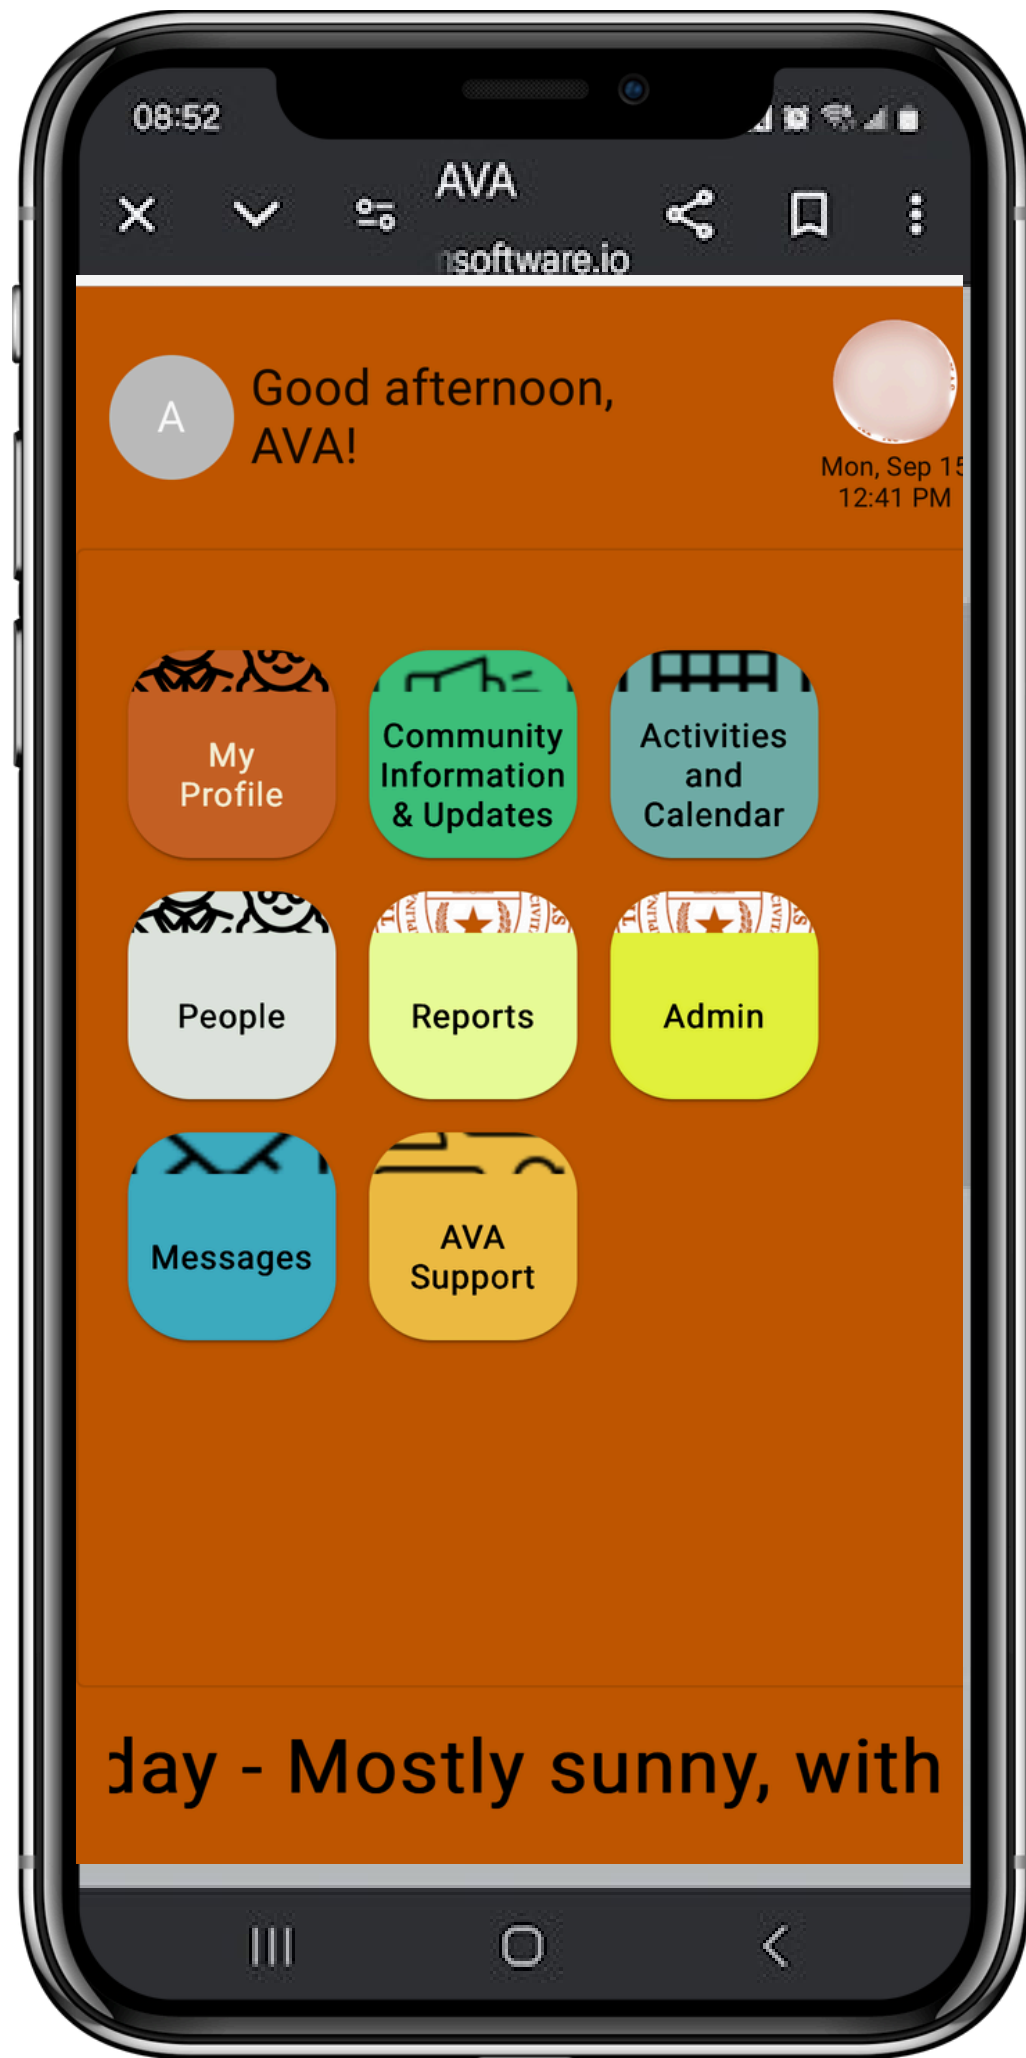 08:52
AVA
software.io
A
Good afternoon,
AVA!
Mon, Sep 15
12:41 PM
My
Profile
Community
Information
& Updates
Activities
and
Calendar
People
Reports
Admin
Messages
AVA
Support
day - Mostly sunny, with